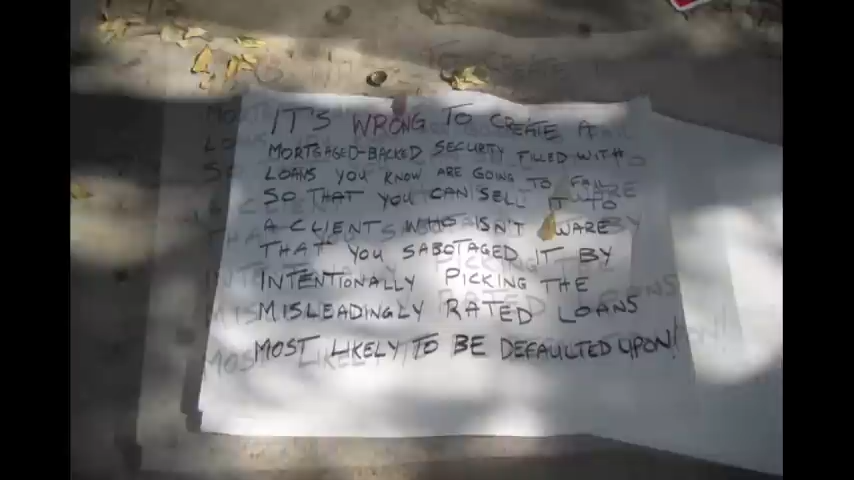 IT'S WRONG TO CREATE A
MORTGAGED-BACKED SECURITY FILLED WITH
LOANS YOU KNOW ARE GOING TO FAIL
SO THAT YOU CAN SELL IT TO
A CLIENT WHO ISN'T AWARE
THAT YOU SABOTAGED IT BY
INTENTIONALLY PICKING THE
MISLEADINGLY RATED LOANS
MOST LIKELY TO BE DEFAULTED UPON!